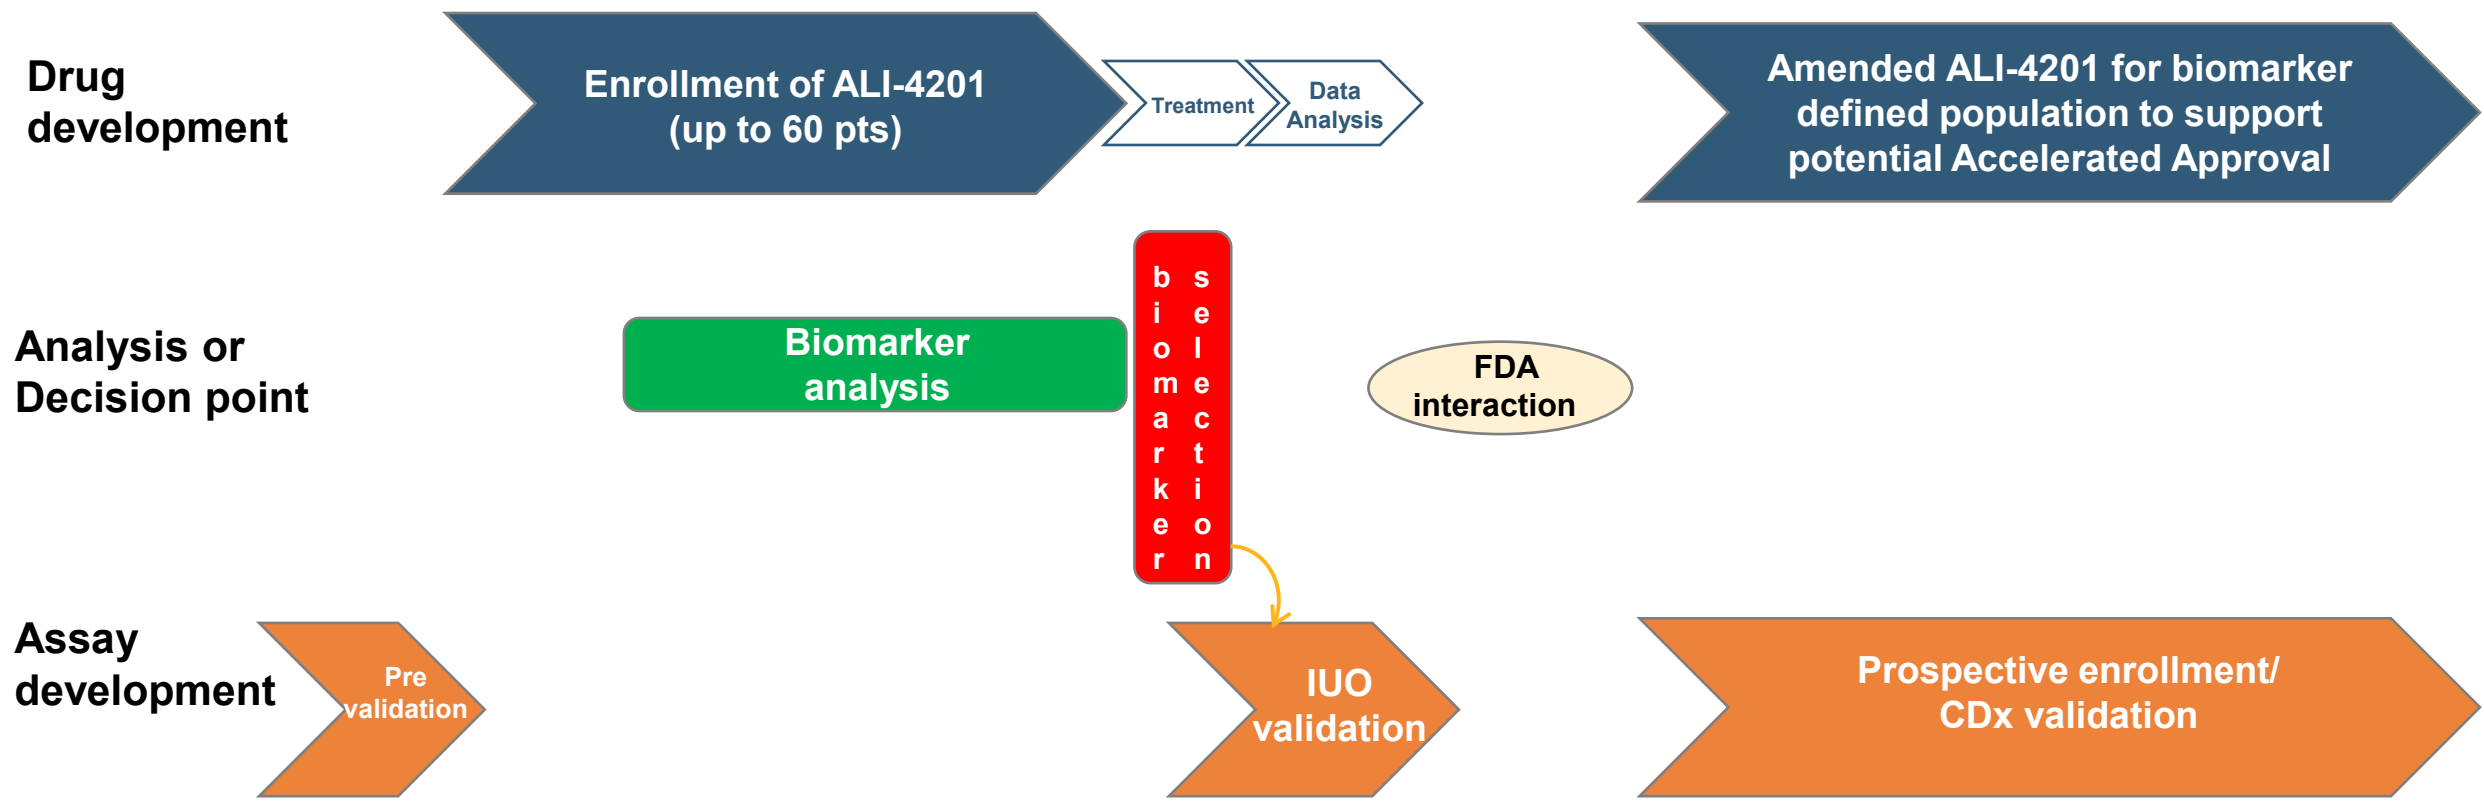 Drug
development
Enrollment of ALI-4201
(up to 60 pts)
Treatment
Data
Analysis
Amended ALI-4201 for biomarker
defined population to support
potential Accelerated Approval
Analysis or
Decision point
Biomarker
analysis
biomarker
selection
FDA
interaction
Assay
development
Pre
validation
IUO
validation
Prospective enrollment/
CDx validation